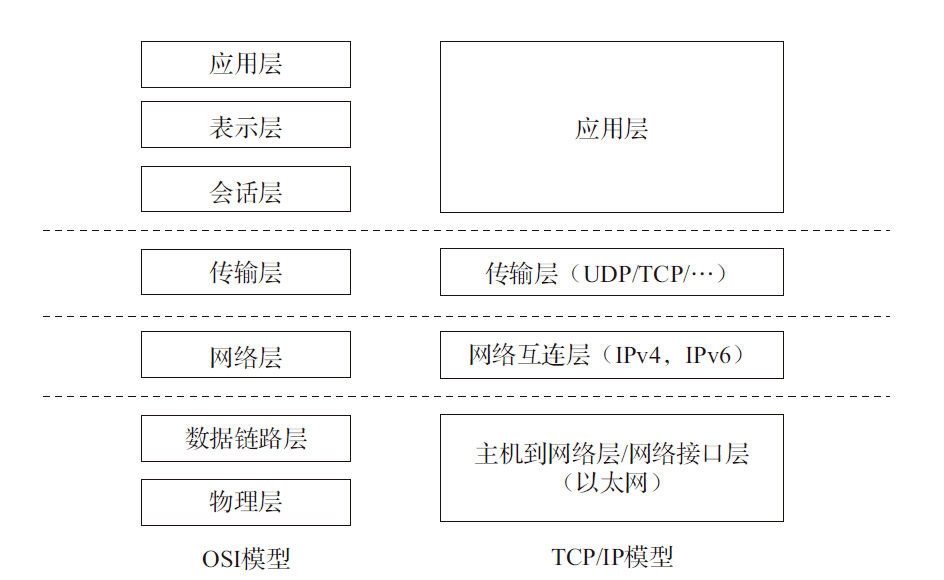 应用层
表示层
应用层
会话层
传输层
传输层（UDP/TCP/…）
网络层
网络互连层（IPv4，IPv6）
数据链路层
主机到网络层/网络接口层
（以太网）
物理层
OSI模型
TCP/IP模型